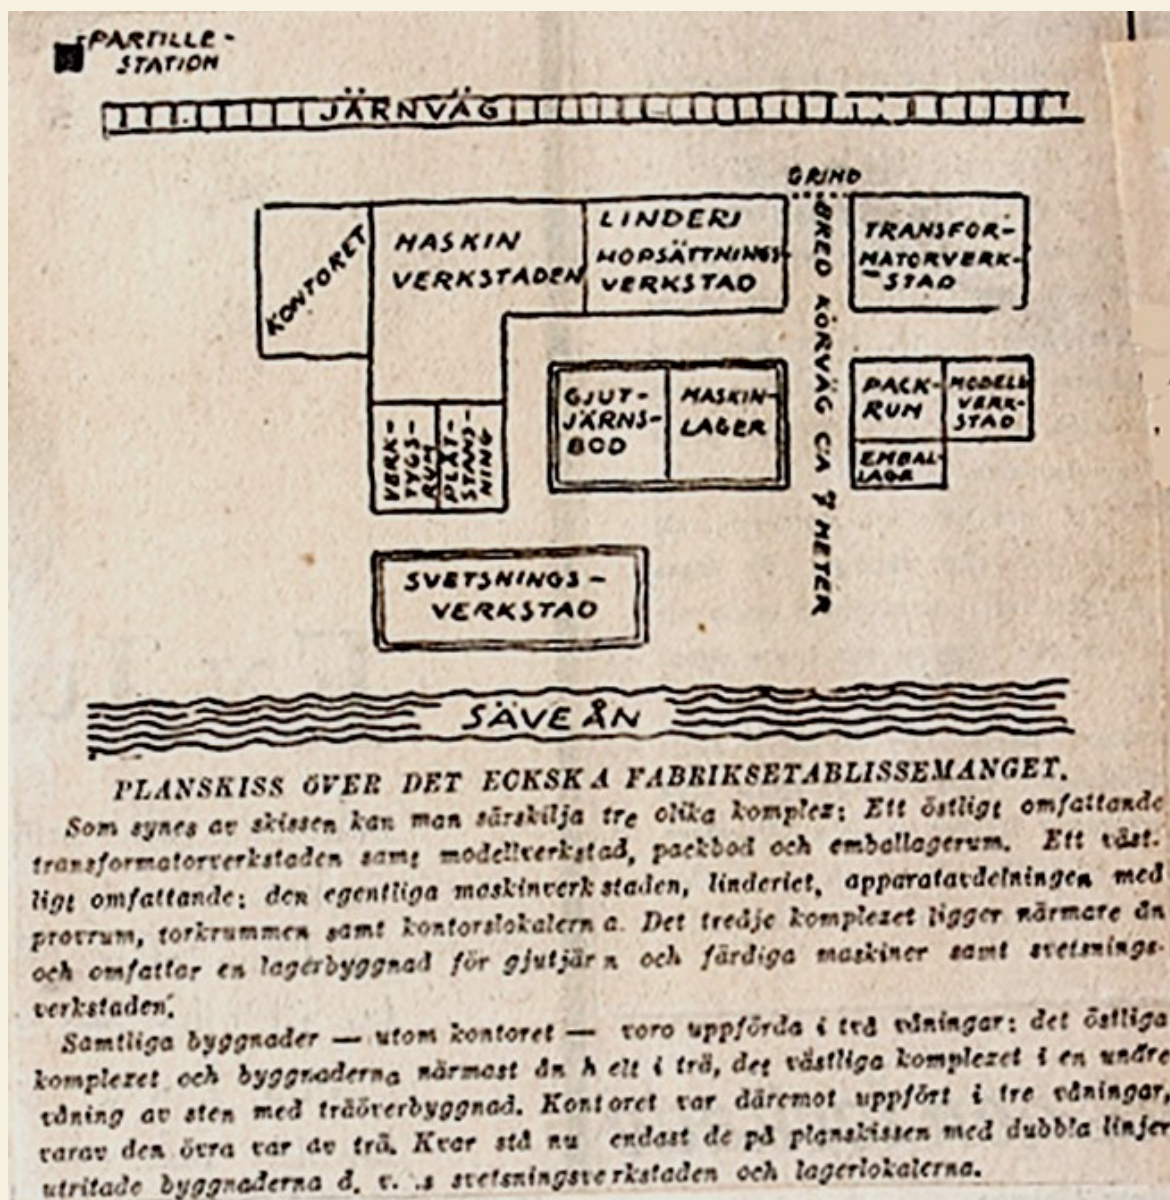 PARTILLE-
STATION
JÄRNVÄG
GRIND
KONTORET
MASKIN
VERKSTADEN
LINDERI
HOPSÄTTNINGS-
VERKSTAD
BRED KÖRVÄG CA 7 METER
TRANSFOR-
MATORVERK-
STAD
VERK-
TYGS-
RUM
PLÅT-
STANS-
NING
GJUT-
JÄRNS-
BOD
MASKIN-
LAGER
PACK-
RUM
MODELL
VERK-
STAD
EMBAL-
LAGE
SVETSNINGS-
VERKSTAD
SÄVEÅN
PLANSKISS ÖVER DET ECKSKA FABRIKSETABLISSEMANGET.
Som synes av skissen kan man särskilja tre olika komplex: Ett östligt omfattande
transformatorverkstaden samt modellverkstad, packbod och emballagerum. Ett väst-
ligt omfattande: den egentliga maskinverkstaden, linderiet, apparatavdelningen med
provrum, torkrummen samt kontorslokalerna. Det tredje komplexet ligger närmare ån
och omfattar en lagerbyggnad för gjutjärn och färdiga maskiner samt svetsnings-
verkstaden.
Samtliga byggnader — utom kontoret — voro uppförda i två våningar: det östliga
komplexet och byggnaderna närmast ån helt i trä, det västliga komplexet i en undre
våning av sten med träöverbyggnad. Kontoret var däremot uppfört i tre våningar,
varav den övra var av trä. Kvar stå nu endast de på planskissen med dubbla linjer
utritade byggnaderna d. v. s svetsningsverkstaden och lagerlokalerna.